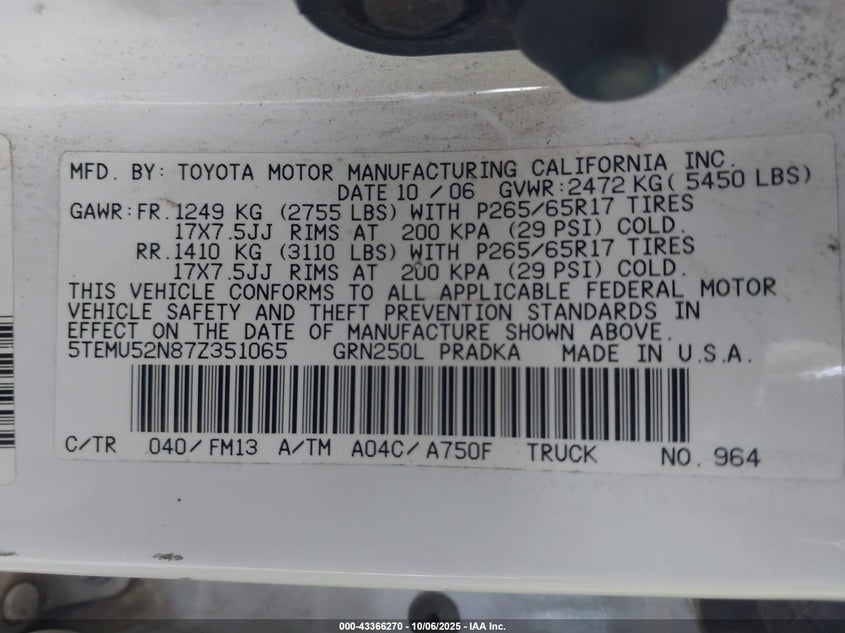 MFD. BY: TOYOTA MOTOR MANUFACTURING CALIFORNIA INC.
DATE 10 / 06 GVWR: 2472 KG ( 5450 LBS)
GAWR: FR. 1249 KG (2755 LBS) WITH P265/65R17 TIRES
17X7.5JJ RIMS AT 200 KPA (29 PSI) COLD.
RR. 1410 KG (3110 LBS) WITH P265/65R17 TIRES
17X7.5JJ RIMS AT 200 KPA (29 PSI) COLD.
THIS VEHICLE CONFORMS TO ALL APPLICABLE FEDERAL MOTOR
VEHICLE SAFETY AND THEFT PREVENTION STANDARDS IN
EFFECT ON THE DATE OF MANUFACTURE SHOWN ABOVE.
5TEMU52N87Z351065 GRN250L PRADKA MADE IN U.S.A.
C/TR 040/ FM13 A/TM A04C/ A750F TRUCK NO. 964
000-43366270 - 10/06/2025 - IAA Inc.